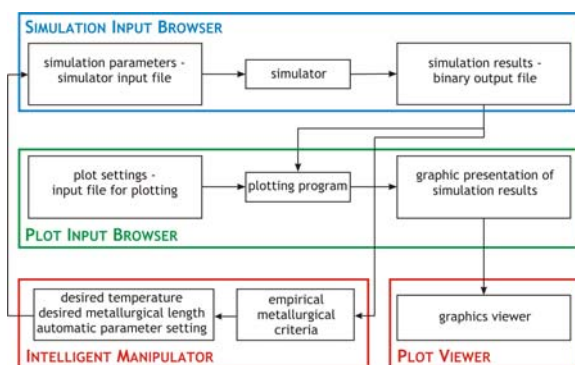 SIMULATION INPUT BROWSER
simulation parameters -
simulator input file
simulator
simulation results -
binary output file
plot settings -
input file for plotting
plotting program
graphic presentation of
simulation results
PLOT INPUT BROWSER
desired temperature
desired metallurgical length
automatic parameter setting
empirical
metallurgical
criteria
INTELLIGENT MANIPULATOR
graphics viewer
PLOT VIEWER